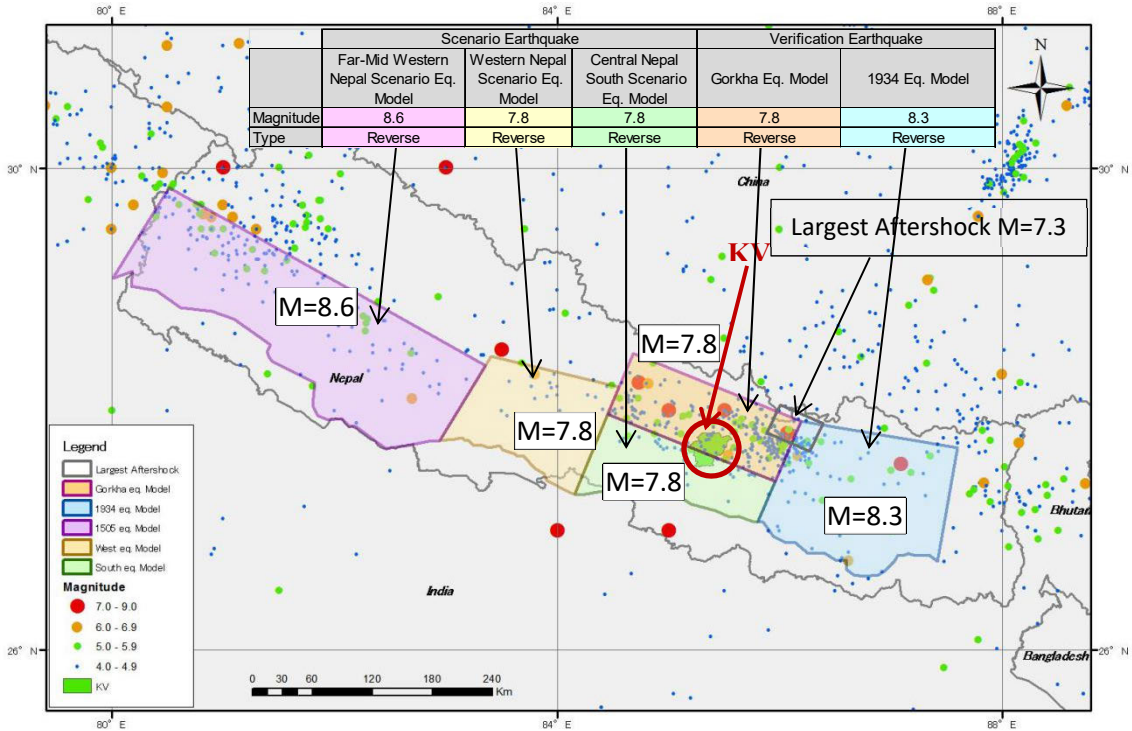 80° E
84° E
88° E
Scenario Earthquake
Verification Earthquake
Far-Mid Western
Nepal Scenario Eq.
Model
Western Nepal
Scenario Eq.
Model
Central Nepal
South Scenario
Eq. Model
Gorkha Eq. Model
1934 Eq. Model
Magnitude
8.6
7.8
7.8
7.8
8.3
Type
Reverse
Reverse
Reverse
Reverse
Reverse
N
30° N
30° N
China
Largest Aftershock M=7.3
KV
M=8.6
M=7.8
Nepal
M=7.8
M=7.8
M=8.3
Bhutan
India
Legend
Largest Aftershock
Gorkha eq. Model
1934 eq. Model
1505 eq. Model
West eq. Model
South eq. Model
Magnitude
7.0 - 9.0
6.0 - 6.9
5.0 - 5.9
4.0 - 4.9
KV
26° N
26° N
Bangladesh
0 15 30 60 120 180 240
Km
80° E
84° E
88° E